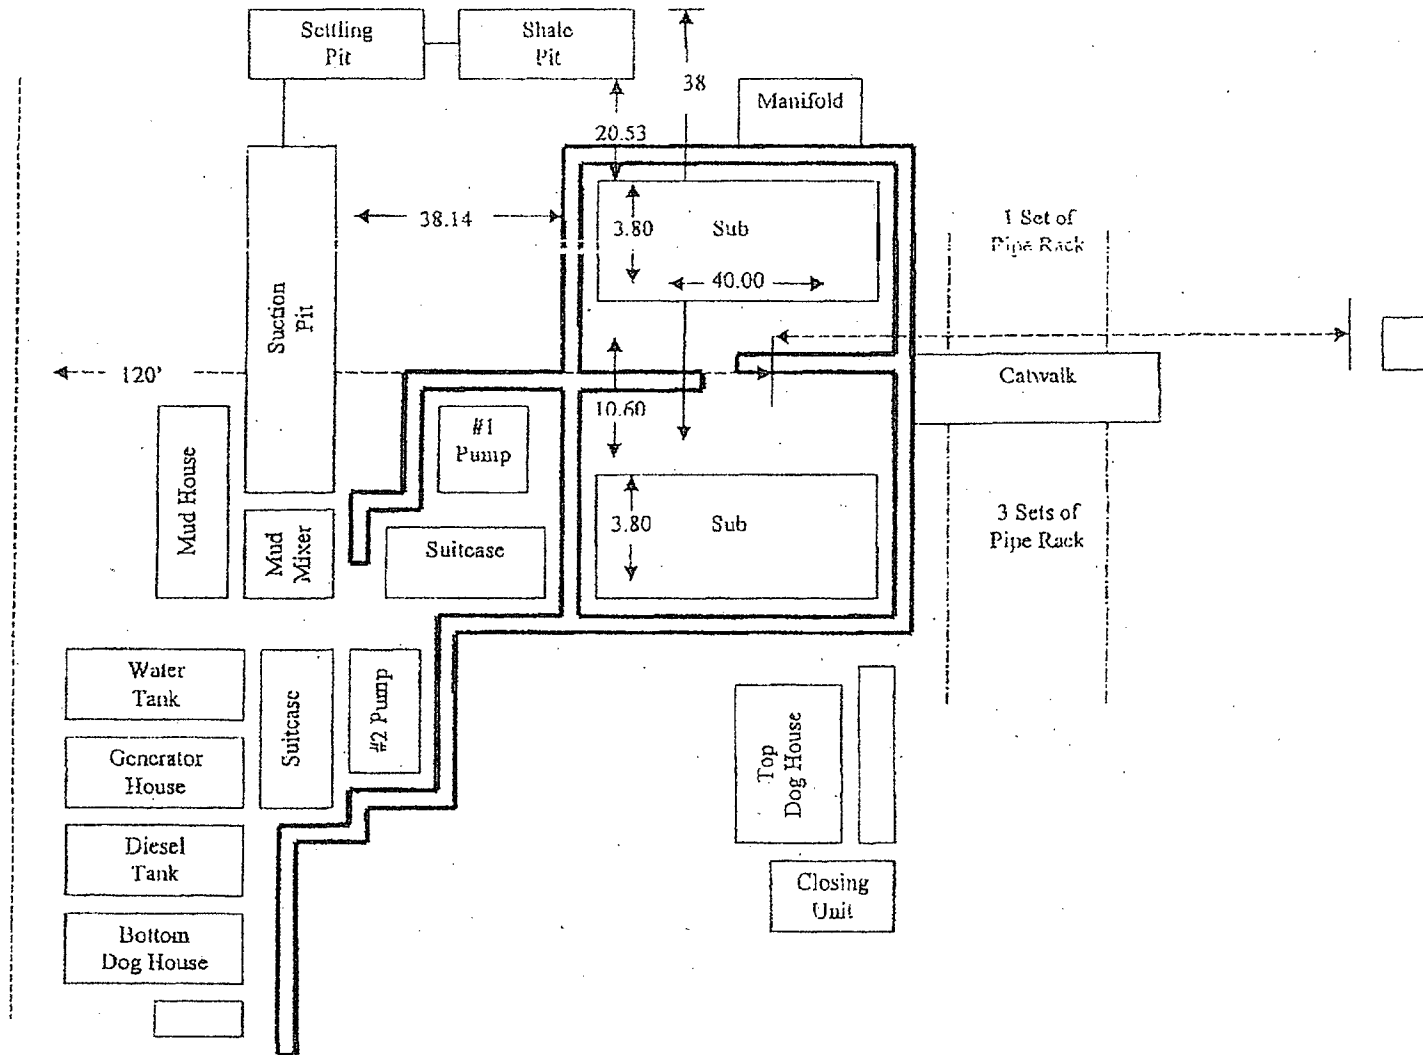 Settling
Pit
Shale
Pit
38
Manifold
20.53
38.14
3.80
Sub
40.00
1 Set of
Pipe Rack
Suction
Pit
120'
Catwalk
10.60
#1
Pump
Mud House
Mud
Mixer
Suitcase
3.80
Sub
3 Sets of
Pipe Rack
Water
Tank
Suitcase
#2 Pump
Generator
House
Top
Dog House
Diesel
Tank
Closing
Unit
Bottom
Dog House